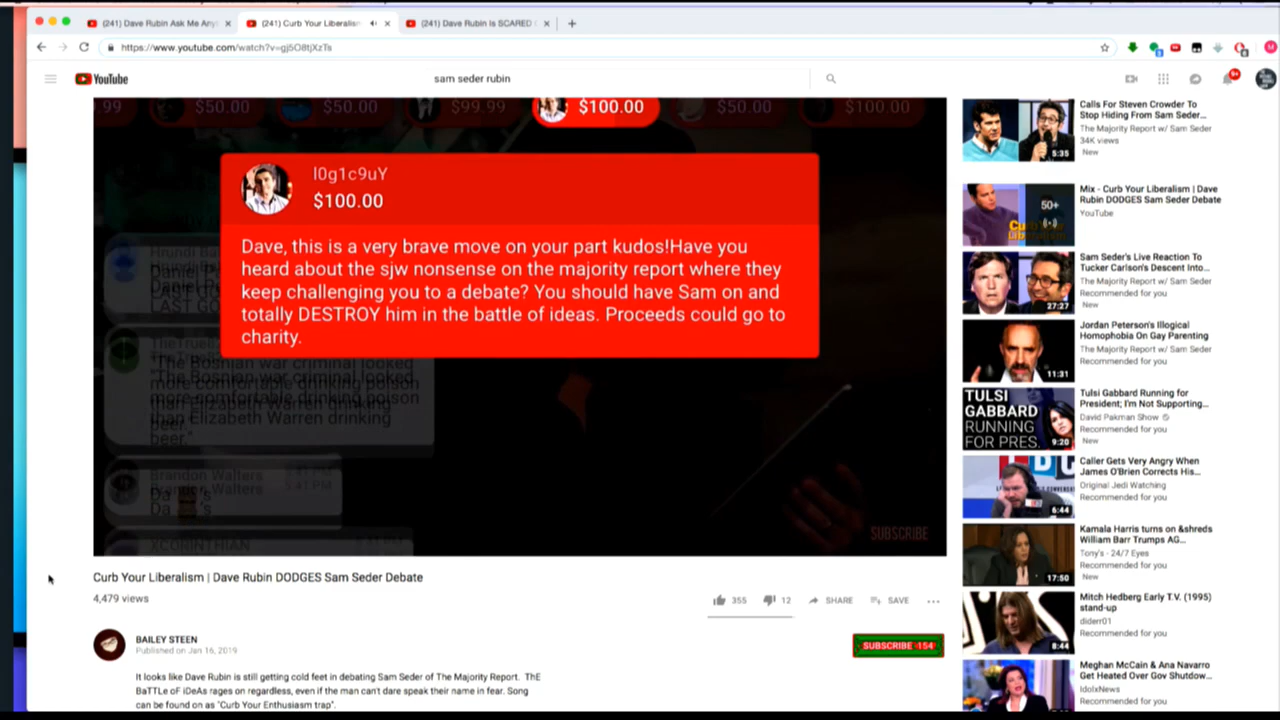 (241) Dave Rubin Ask Me Any
(241) Curb Your Liberalism
(241) Dave Rubin Is SCARED
https://www.youtube.com/watch?v=gj5O8tjXzTs
YouTube
sam seder rubin
9+
.99
$50.00
$50.00
$99.99
$100.00
$50.00
$100.00
l0g1c9uY
$100.00
Dave, this is a very brave move on your part kudos!Have you
heard about the sjw nonsense on the majority report where they
keep challenging you to a debate? You should have Sam on and
totally DESTROY him in the battle of ideas. Proceeds could go to
charity.
The Bosnian war criminal looked
more comfortable drinking poison
than Elizabeth Warren drinking
beer."
Brandon Walters
XCORINTHIAN
SUBSCRIBE
Curb Your Liberalism | Dave Rubin DODGES Sam Seder Debate
4,479 views
355
12
SHARE
SAVE
BAILEY STEEN
Published on Jan 16, 2019
SUBSCRIBE 154
It looks like Dave Rubin is still getting cold feet in debating Sam Seder of The Majority Report. ThE
BaTTLe oF iDeAs rages on regardless, even if the man can't dare speak their name in fear. Song
can be found on as "Curb Your Enthusiasm trap".
Calls For Steven Crowder To
Stop Hiding From Sam Seder...
The Majority Report w/ Sam Seder
34K views
New
5:35
Mix - Curb Your Liberalism | Dave
Rubin DODGES Sam Seder Debate
YouTube
50+
Sam Seder's Live Reaction To
Tucker Carlson's Descent Into...
The Majority Report w/ Sam Seder
Recommended for you
27:27
Jordan Peterson's Illogical
Homophobia On Gay Parenting
The Majority Report w/ Sam Seder
Recommended for you
11:31
TULSI
GABBARD
RUNNING
FOR PRES.
9:20
Tulsi Gabbard Running for
President; I'm Not Supporting...
David Pakman Show
Recommended for you
New
Caller Gets Very Angry When
James O'Brien Corrects His...
Original Jedi Watching
Recommended for you
6:44
Kamala Harris turns on &shreds
William Barr Trumps AG...
Tony's - 24/7 Eyes
Recommended for you
New
17:50
Mitch Hedberg Early T.V. (1995)
stand-up
diderr01
Recommended for you
8:44
Meghan McCain & Ana Navarro
Get Heated Over Gov Shutdow...
IdolxNews
Recommended for you